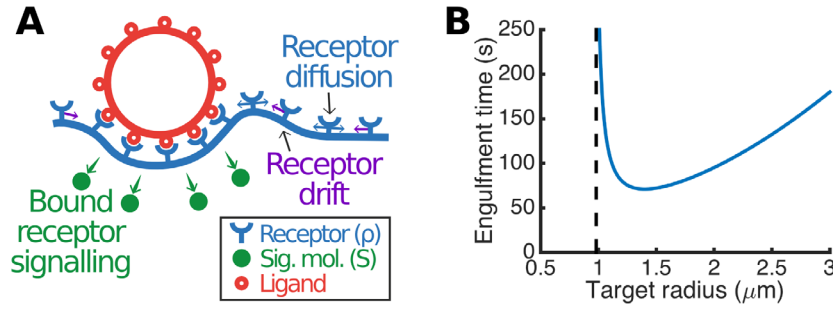 A
Receptor
diffusion
Receptor
drift
Bound
receptor
signalling
Receptor (ρ)
Sig. mol. (S)
Ligand
B
Engulfment time (s)
250
200
150
100
50
0
0.5
1
1.5
2
2.5
3
Target radius (μm)